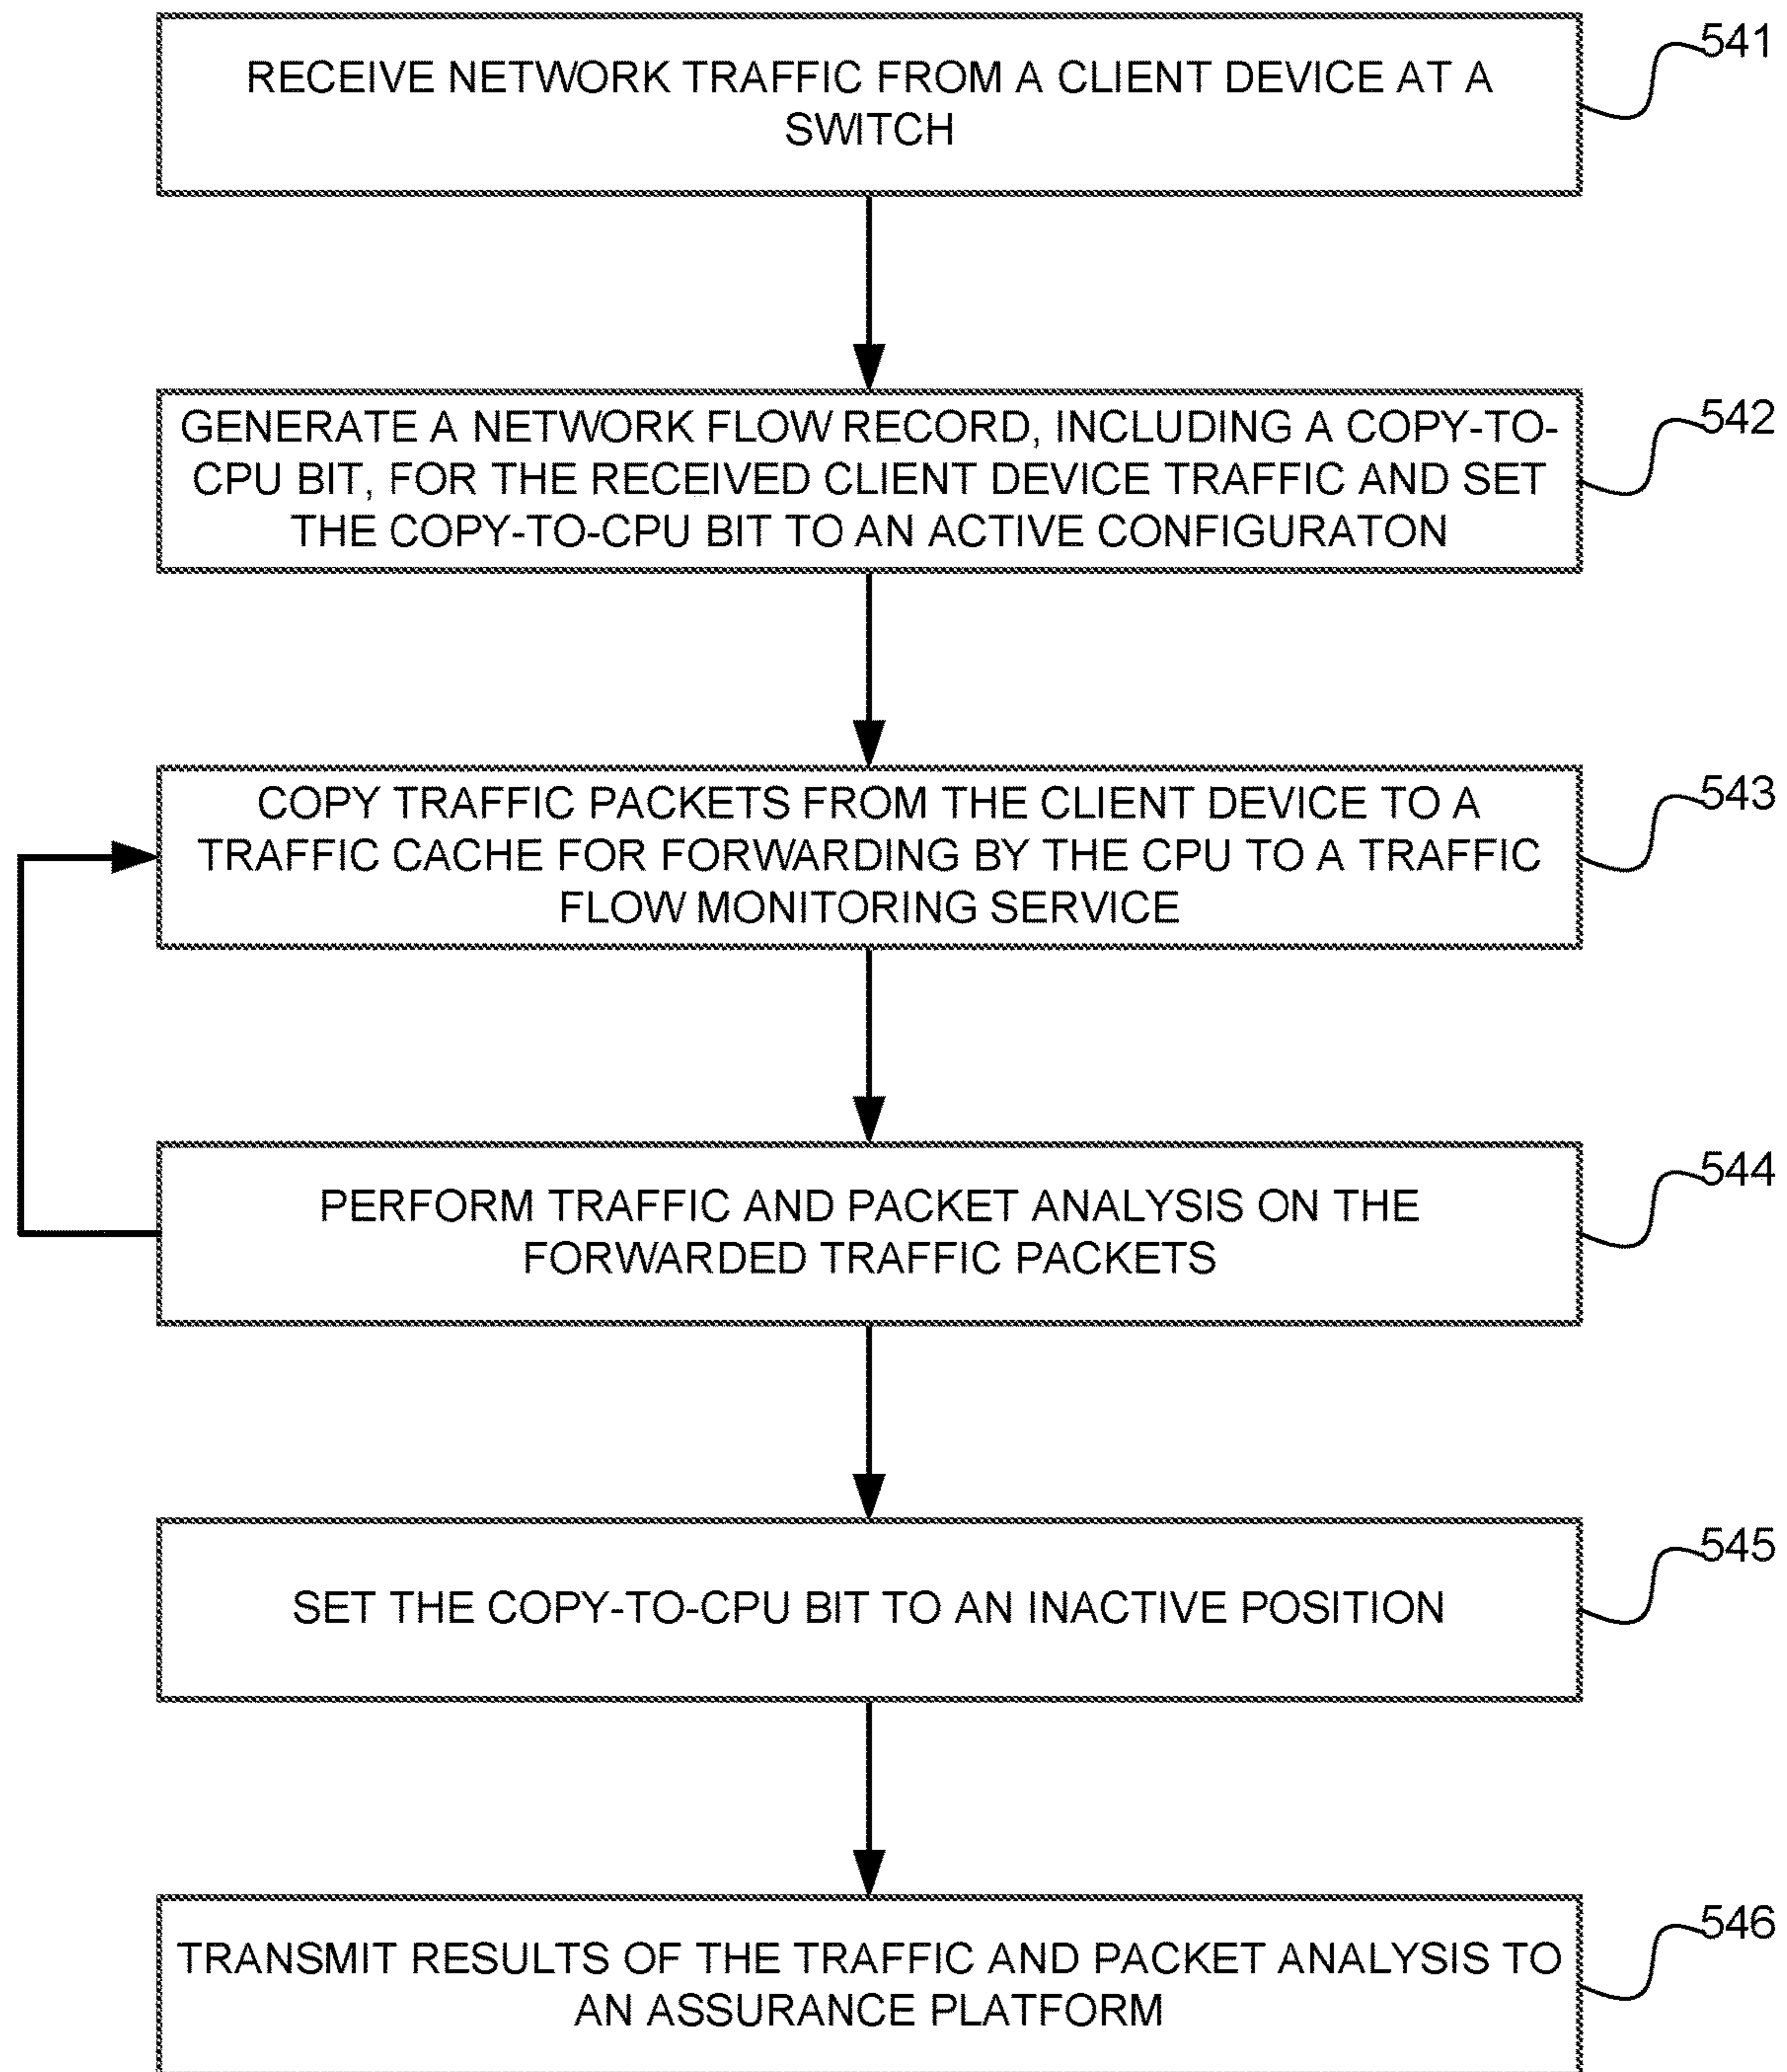 RECEIVE NETWORK TRAFFIC FROM A CLIENT DEVICE AT A
SWITCH
541
GENERATE A NETWORK FLOW RECORD, INCLUDING A COPY-TO-
CPU BIT, FOR THE RECEIVED CLIENT DEVICE TRAFFIC AND SET
THE COPY-TO-CPU BIT TO AN ACTIVE CONFIGURATON
542
COPY TRAFFIC PACKETS FROM THE CLIENT DEVICE TO A
TRAFFIC CACHE FOR FORWARDING BY THE CPU TO A TRAFFIC
FLOW MONITORING SERVICE
543
PERFORM TRAFFIC AND PACKET ANALYSIS ON THE
FORWARDED TRAFFIC PACKETS
544
SET THE COPY-TO-CPU BIT TO AN INACTIVE POSITION
545
TRANSMIT RESULTS OF THE TRAFFIC AND PACKET ANALYSIS TO
AN ASSURANCE PLATFORM
546